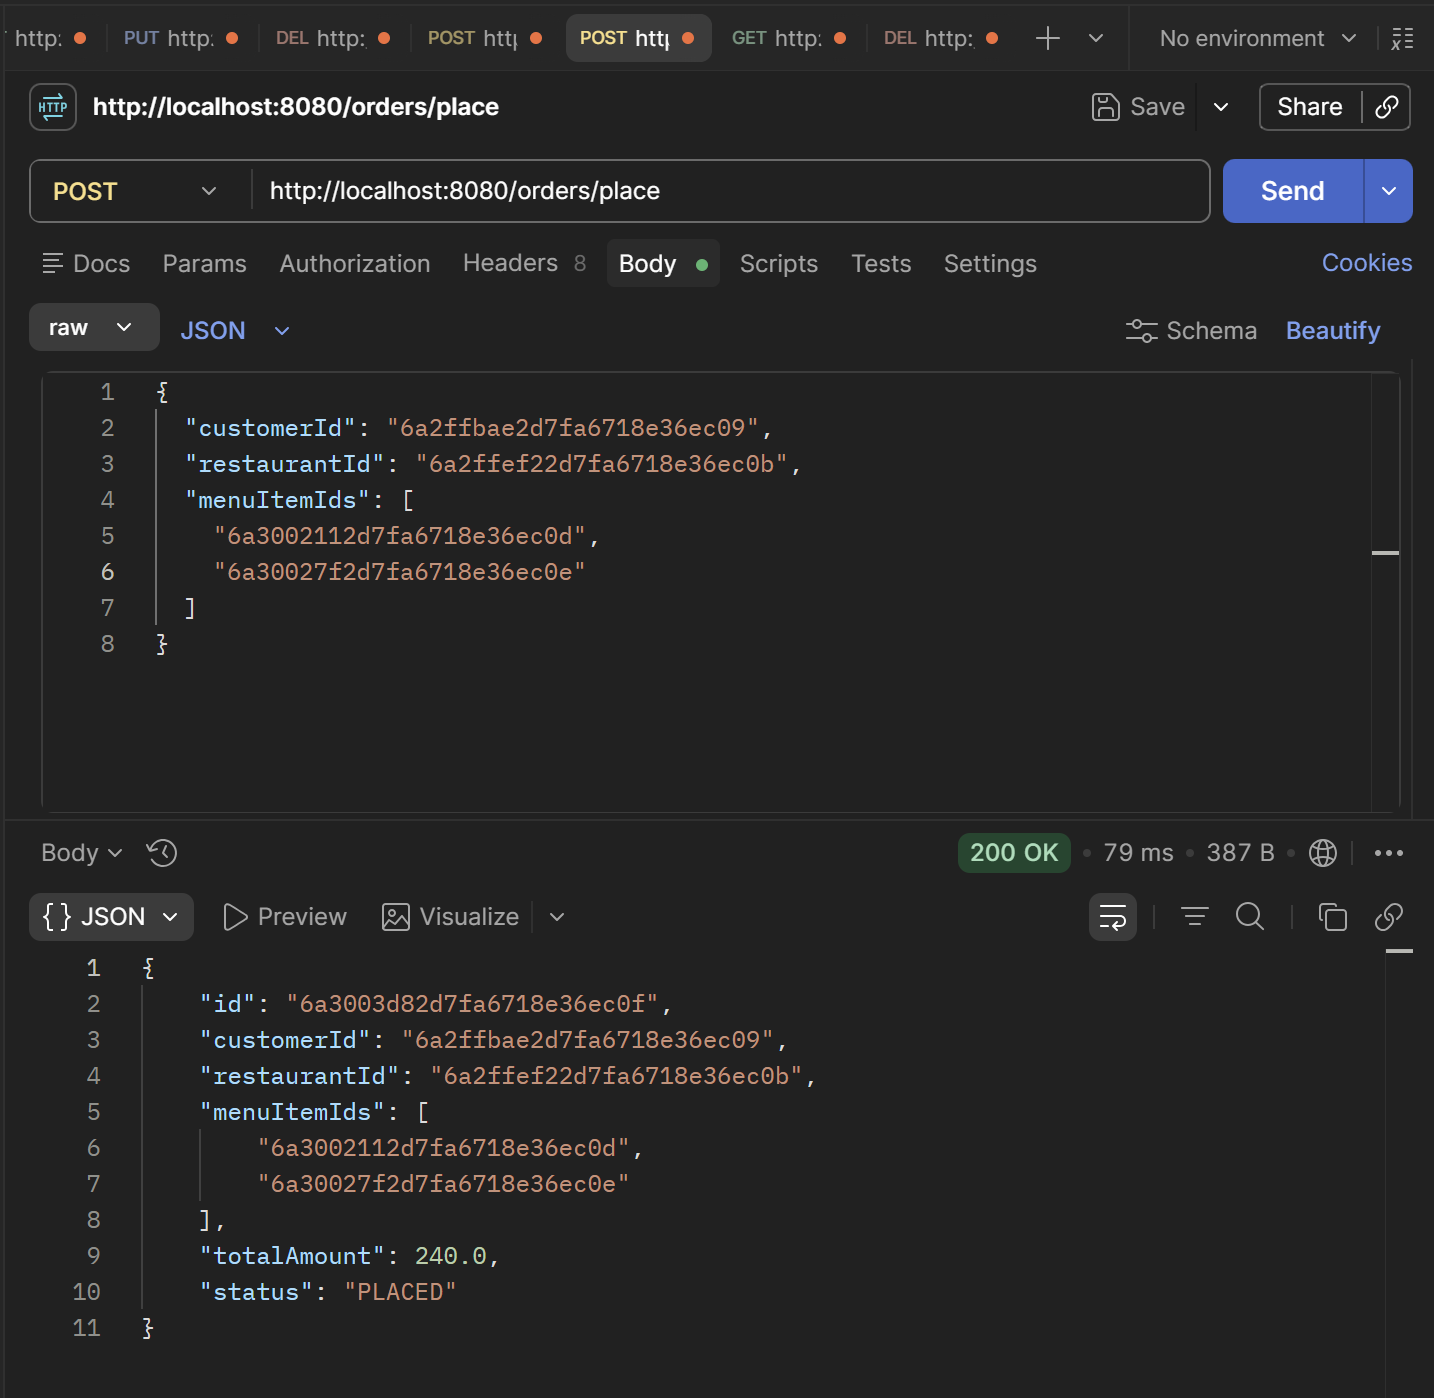 http:
PUT http:
DEL http:
POST http
POST http
GET http:
DEL http:
No environment
HTTP
http://localhost:8080/orders/place
Save
Share
POST
http://localhost:8080/orders/place
Send
Docs
Params
Authorization
Headers 8
Body
Scripts
Tests
Settings
Cookies
raw
JSON
Schema
Beautify
1 {
2 "customerId": "6a2ffbae2d7fa6718e36ec09",
3 "restaurantId": "6a2ffef22d7fa6718e36ec0b",
4 "menuItemIds": [
5 "6a3002112d7fa6718e36ec0d",
6 "6a30027f2d7fa6718e36ec0e"
7 ]
8 }
Body
200 OK
79 ms
387 B
{} JSON
Preview
Visualize
1 {
2 "id": "6a3003d82d7fa6718e36ec0f",
3 "customerId": "6a2ffbae2d7fa6718e36ec09",
4 "restaurantId": "6a2ffef22d7fa6718e36ec0b",
5 "menuItemIds": [
6 "6a3002112d7fa6718e36ec0d",
7 "6a30027f2d7fa6718e36ec0e"
8 ],
9 "totalAmount": 240.0,
10 "status": "PLACED"
11 }